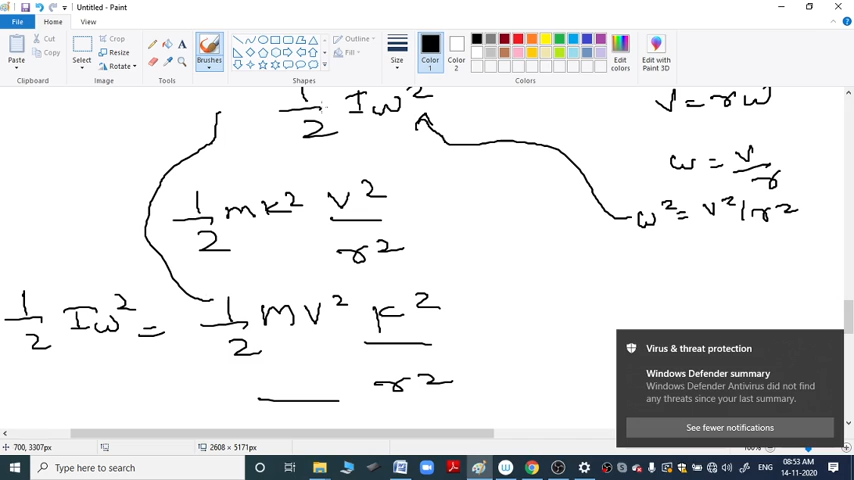 Untitled - Paint
File Home View
Paste
Cut
Copy
Clipboard
Select
Crop
Resize
Rotate
Image
Tools
Brushes
Shapes
Outline
Fill
Size
Color 1
Color 2
Edit colors
Edit with Paint 3D
Colors
1/2 Iω²
v = rω
ω = v/r
ω² = v²/r²
1/2 mk² v²/r²
1/2 Iω² = 1/2 mv² k²/r²
Virus & threat protection
Windows Defender summary
Windows Defender Antivirus did not find any threats since your last summary.
See fewer notifications
700, 3307px
2608 × 5171px
100%
Type here to search
ENG
08:53 AM
14-11-2020